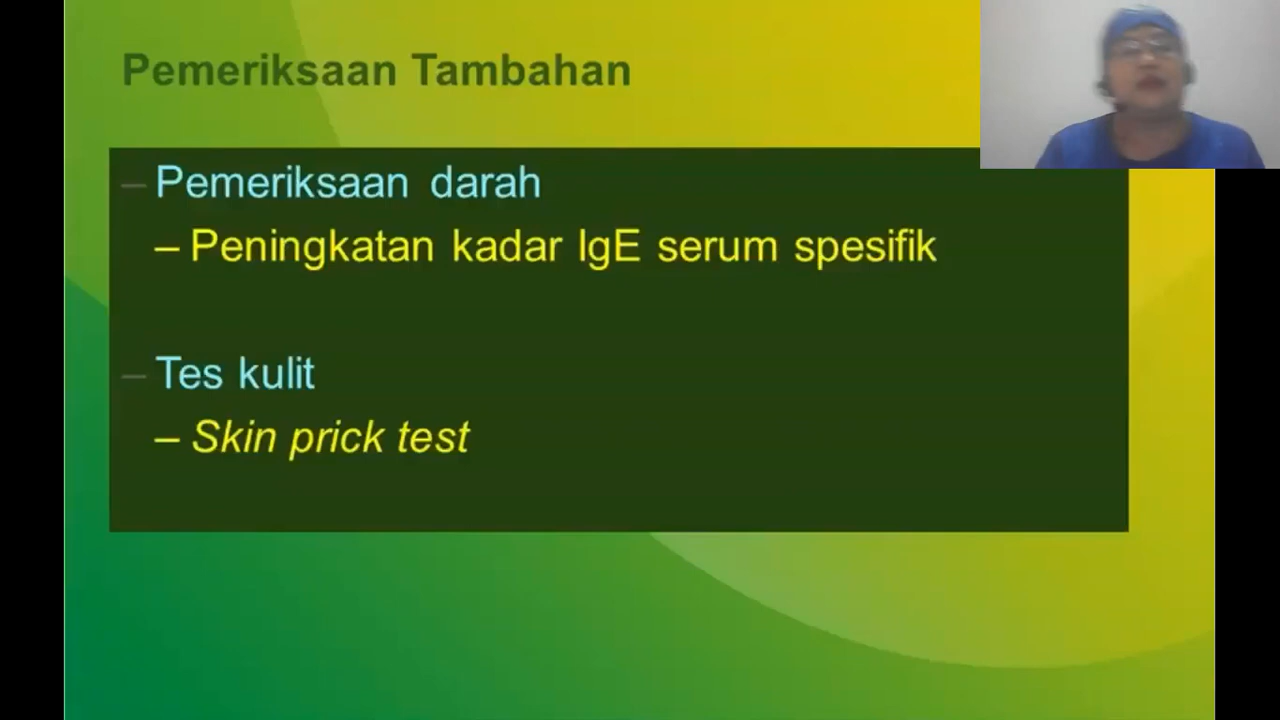 Pemeriksaan Tambahan
– Pemeriksaan darah
– Peningkatan kadar IgE serum spesifik
– Tes kulit
– Skin prick test